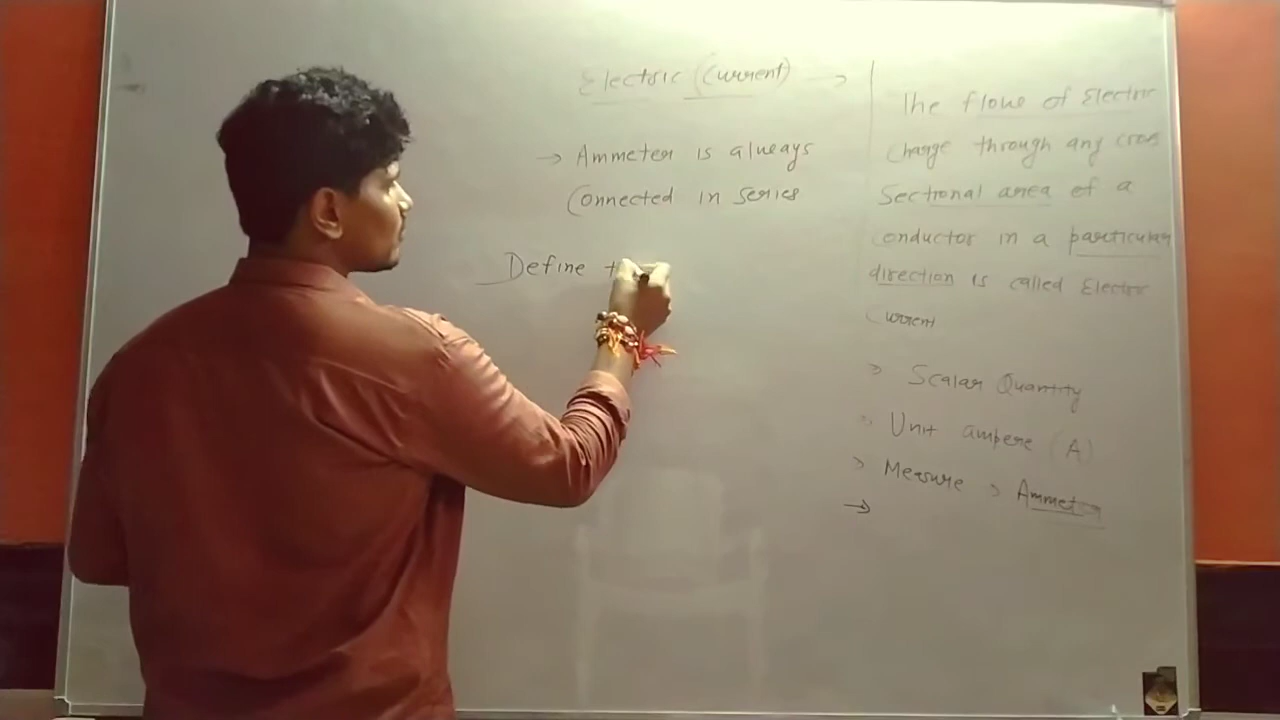 Electric (Current) →
→ Ammeter is always
Connected in series
Define
The flow of Electric
charge through any cross
Sectional area of a
conductor in a particular
direction is called Electric
Current
Scalar Quantity
Unit ampere (A)
Measure → Ammeter
→